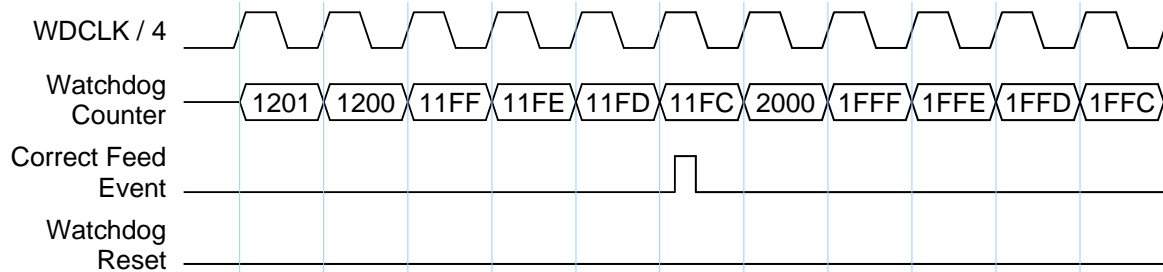 WDCLK / 4
Watchdog
Counter
1201 1200 11FF 11FE 11FD 11FC 2000 1FFF 1FFE 1FFD 1FFC
Correct Feed
Event
Watchdog
Reset